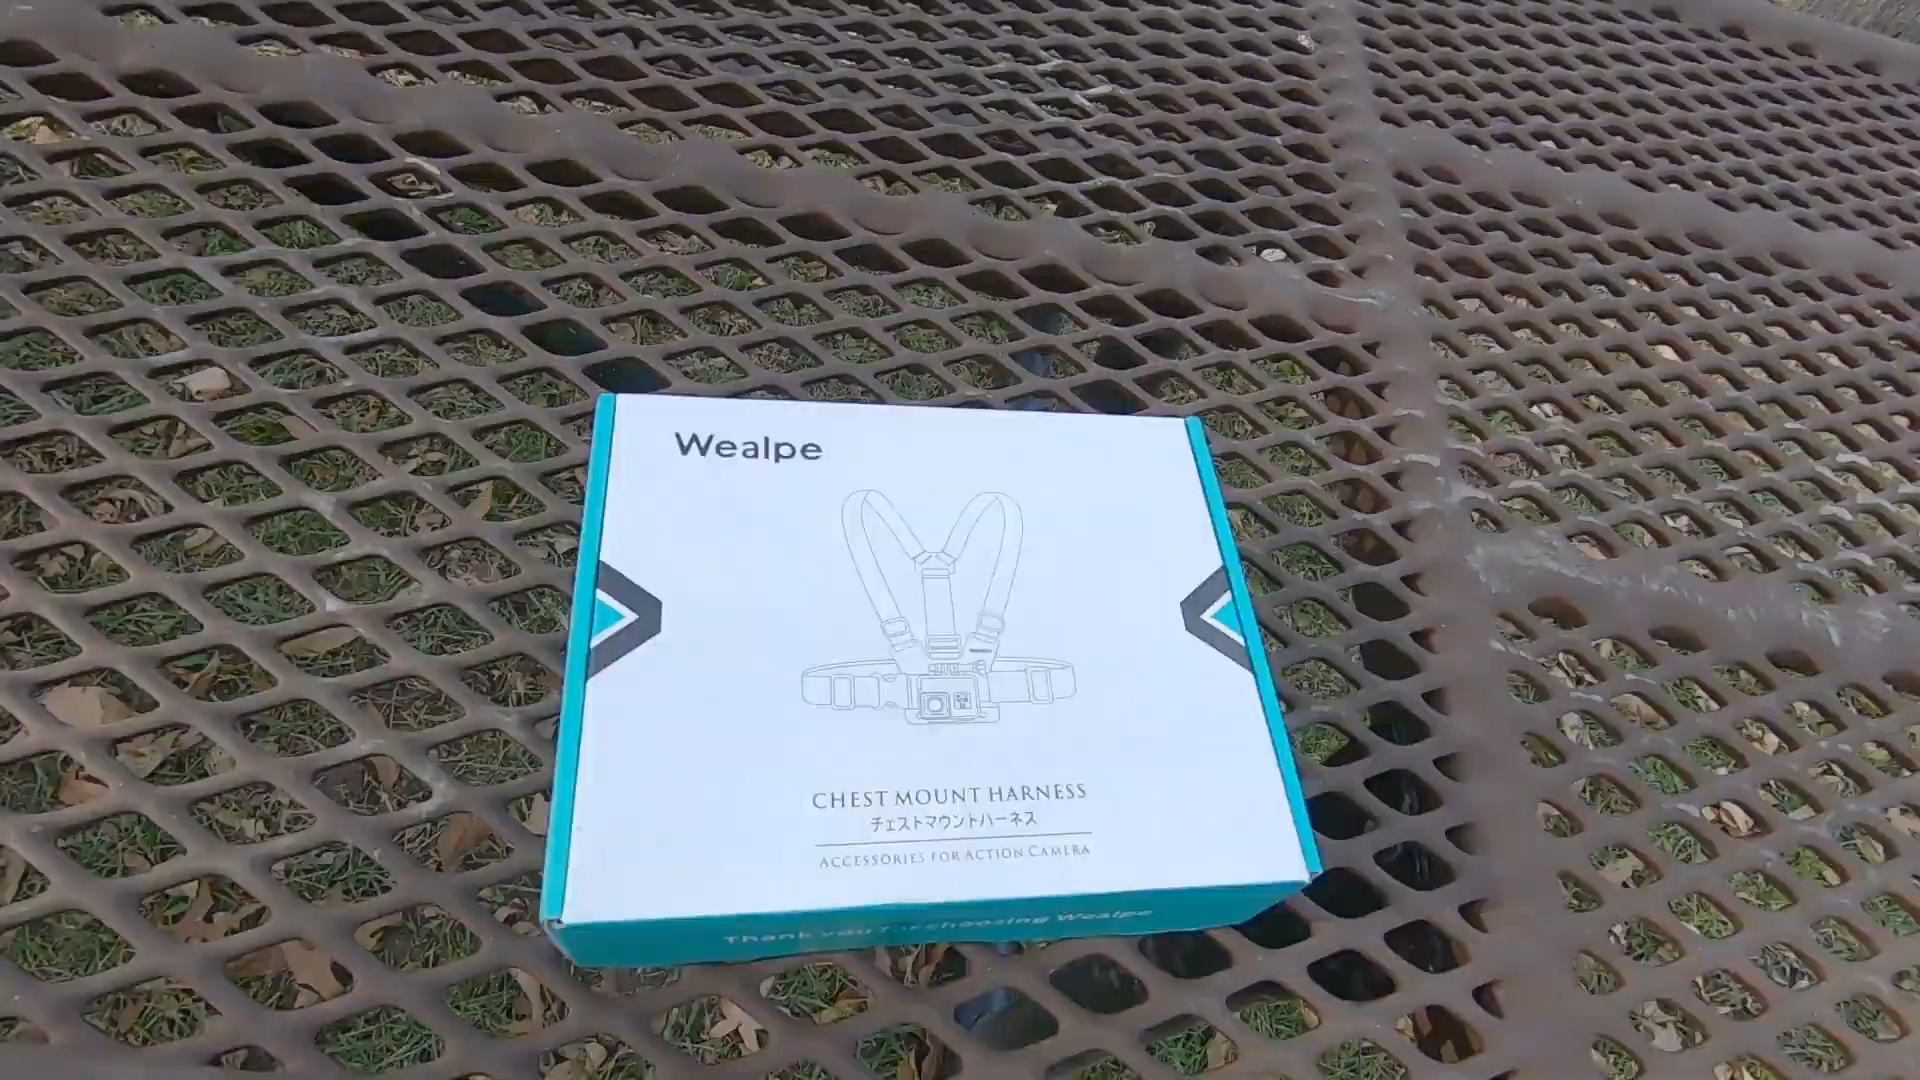 Wealpe
CHEST MOUNT HARNESS
チェストマウントハーネス
ACCESSORIES FOR ACTION CAMERA
Thank you for choosing Wealpe